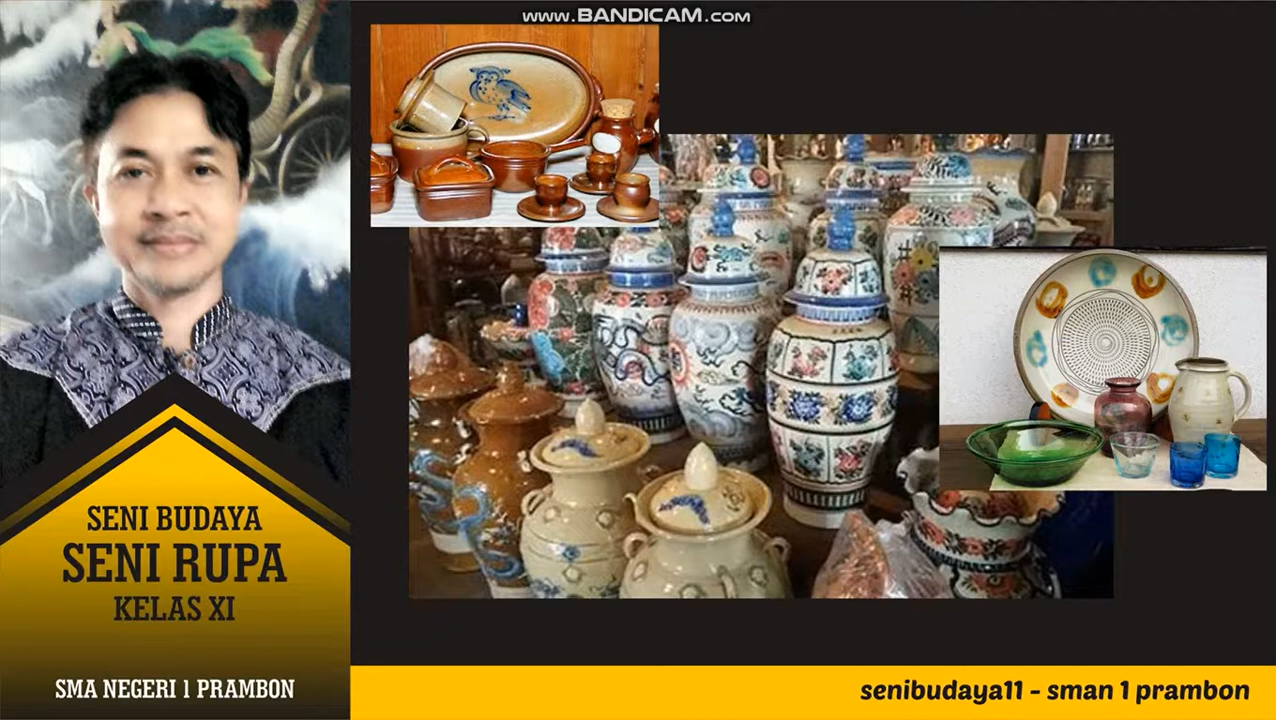 www.BANDICAM.com
SENI BUDAYA
SENI RUPA
KELAS XI
SMA NEGERI 1 PRAMBON
senibudaya11 - sman 1 prambon